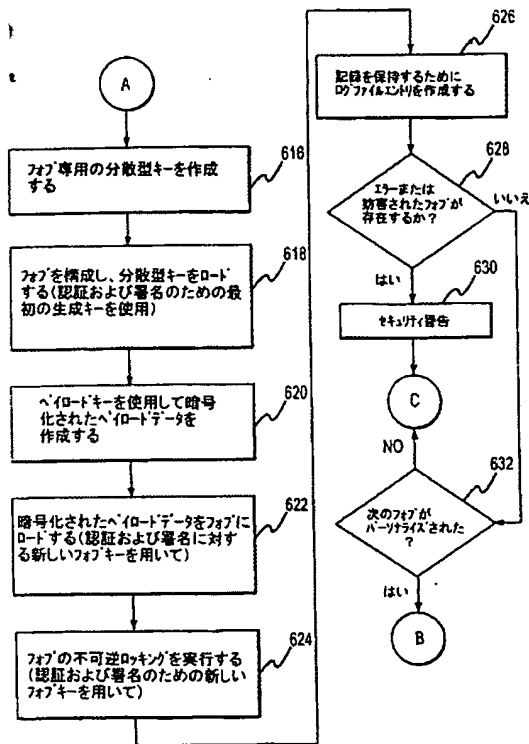 A
フォブ専用の分散型キーを作成
する
616
フォブを構成し、分散型キーをロード
する(認証および署名のための最
初の生成キーを使用)
618
ペイロードキーを使用して暗号
化されたペイロードデータを
作成する
620
暗号化されたペイロードデータをフォブに
ロードする(認証および署名に対す
る新しいフォブキーを用いて)
622
フォブの不可逆ロッキングを実行する
(認証および署名のための新しい
フォブキーを用いて)
624
記録を保持するために
ログファイルエントリを作成する
626
エラーまたは
妨害されたフォブが
存在するか?
628
いいえ
はい
630
セキュリティ警告
C
NO
632
次のフォブが
パーソナライズされた
?
はい
B